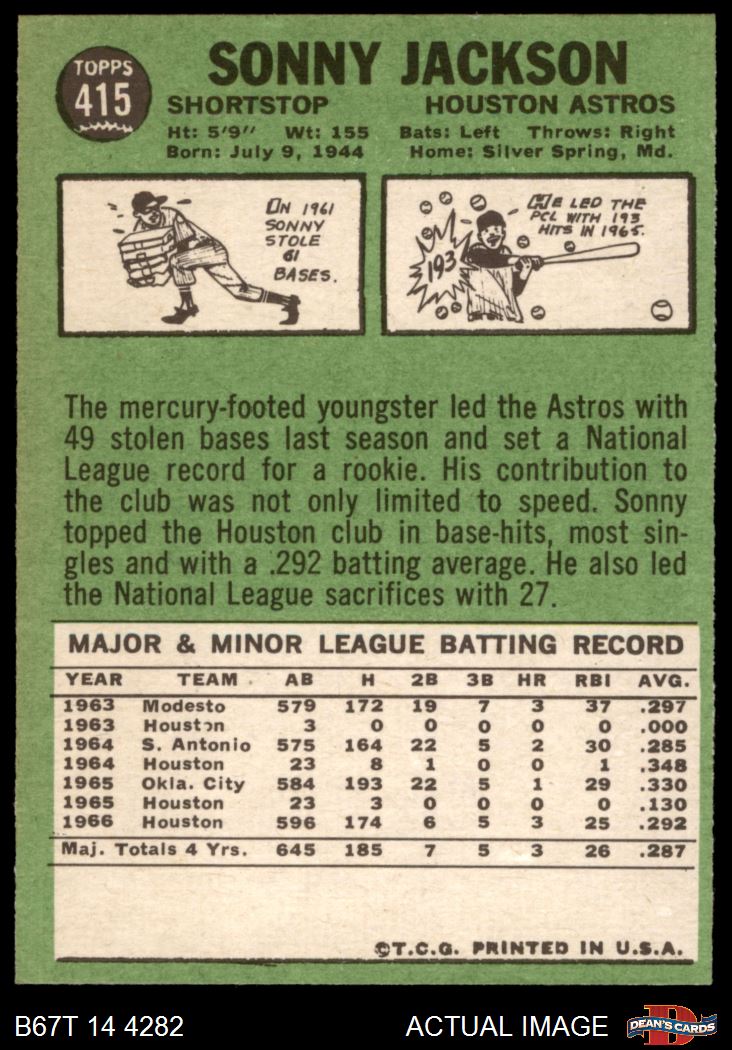 TOPPS
415
SONNY JACKSON
SHORTSTOP HOUSTON ASTROS
Ht: 5'9" Wt: 155 Bats: Left Throws: Right
Born: July 9, 1944 Home: Silver Spring, Md.
IN 1961
SONNY
STOLE
61
BASES.
HE LED THE
PCL WITH 193
HITS IN 1965.
193
The mercury-footed youngster led the Astros with
49 stolen bases last season and set a National
League record for a rookie. His contribution to
the club was not only limited to speed. Sonny
topped the Houston club in base-hits, most sin-
gles and with a .292 batting average. He also led
the National League sacrifices with 27.
MAJOR & MINOR LEAGUE BATTING RECORD
YEAR TEAM AB H 2B 3B HR RBI AVG.
1963 Modesto 579 172 19 7 3 37 .297
1963 Houston 3 0 0 0 0 0 .000
1964 S. Antonio 575 164 22 5 2 30 .285
1964 Houston 23 8 1 0 0 1 .348
1965 Okla. City 584 193 22 5 1 29 .330
1965 Houston 23 3 0 0 0 0 .130
1966 Houston 596 174 6 5 3 25 .292
Maj. Totals 4 Yrs. 645 185 7 5 3 26 .287
©T.C.G. PRINTED IN U.S.A.
B67T 14 4282 ACTUAL IMAGE
D
DEAN'S CARDS